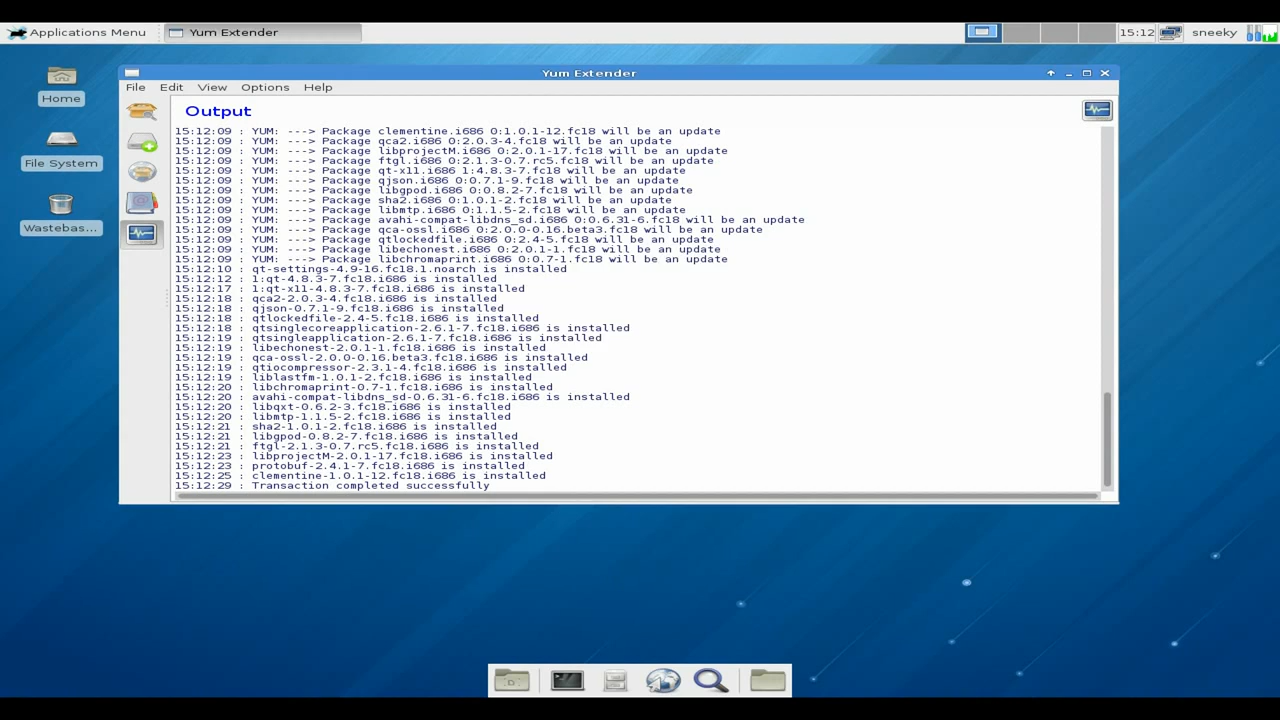 Applications Menu
Yum Extender
15:12
sneeky
Home
File System
Wastebas...
Yum Extender
File Edit View Options Help
Output
15:12:09 : YUM: ---> Package clementine.i686 0:1.0.1-12.fc18 will be an update
15:12:09 : YUM: ---> Package qca2.i686 0:2.0.3-4.fc18 will be an update
15:12:09 : YUM: ---> Package libprojectM.i686 0:2.0.1-17.fc18 will be an update
15:12:09 : YUM: ---> Package ftgl.i686 0:2.1.3-0.7.rc5.fc18 will be an update
15:12:09 : YUM: ---> Package qt-x11.i686 1:4.8.3-7.fc18 will be an update
15:12:09 : YUM: ---> Package qjson.i686 0:0.7.1-9.fc18 will be an update
15:12:09 : YUM: ---> Package libgpod.i686 0:0.8.2-7.fc18 will be an update
15:12:09 : YUM: ---> Package sha2.i686 0:1.0.1-2.fc18 will be an update
15:12:09 : YUM: ---> Package libmtp.i686 0:1.1.5-2.fc18 will be an update
15:12:09 : YUM: ---> Package avahi-compat-libdns_sd.i686 0:0.6.31-6.fc18 will be an update
15:12:09 : YUM: ---> Package qca-ossl.i686 0:2.0.0-0.16.beta3.fc18 will be an update
15:12:09 : YUM: ---> Package qtlockedfile.i686 0:2.4-5.fc18 will be an update
15:12:09 : YUM: ---> Package libechonest.i686 0:2.0.1-1.fc18 will be an update
15:12:09 : YUM: ---> Package libchromaprint.i686 0:0.7-1.fc18 will be an update
15:12:10 : qt-settings-4.9-16.fc18.1.noarch is installed
15:12:12 : 1:qt-4.8.3-7.fc18.i686 is installed
15:12:17 : 1:qt-x11-4.8.3-7.fc18.i686 is installed
15:12:18 : qca2-2.0.3-4.fc18.i686 is installed
15:12:18 : qjson-0.7.1-9.fc18.i686 is installed
15:12:18 : qtlockedfile-2.4-5.fc18.i686 is installed
15:12:18 : qtsinglecoreapplication-2.6.1-7.fc18.i686 is installed
15:12:19 : qtsingleapplication-2.6.1-7.fc18.i686 is installed
15:12:19 : libechonest-2.0.1-1.fc18.i686 is installed
15:12:19 : qca-ossl-2.0.0-0.16.beta3.fc18.i686 is installed
15:12:19 : qtiocompressor-2.3.1-4.fc18.i686 is installed
15:12:19 : liblastfm-1.0.1-2.fc18.i686 is installed
15:12:20 : libchromaprint-0.7-1.fc18.i686 is installed
15:12:20 : avahi-compat-libdns_sd-0.6.31-6.fc18.i686 is installed
15:12:20 : libqxt-0.6.2-3.fc18.i686 is installed
15:12:20 : libmtp-1.1.5-2.fc18.i686 is installed
15:12:21 : sha2-1.0.1-2.fc18.i686 is installed
15:12:21 : libgpod-0.8.2-7.fc18.i686 is installed
15:12:21 : ftgl-2.1.3-0.7.rc5.fc18.i686 is installed
15:12:23 : libprojectM-2.0.1-17.fc18.i686 is installed
15:12:23 : protobuf-2.4.1-7.fc18.i686 is installed
15:12:25 : clementine-1.0.1-12.fc18.i686 is installed
15:12:29 : Transaction completed successfully